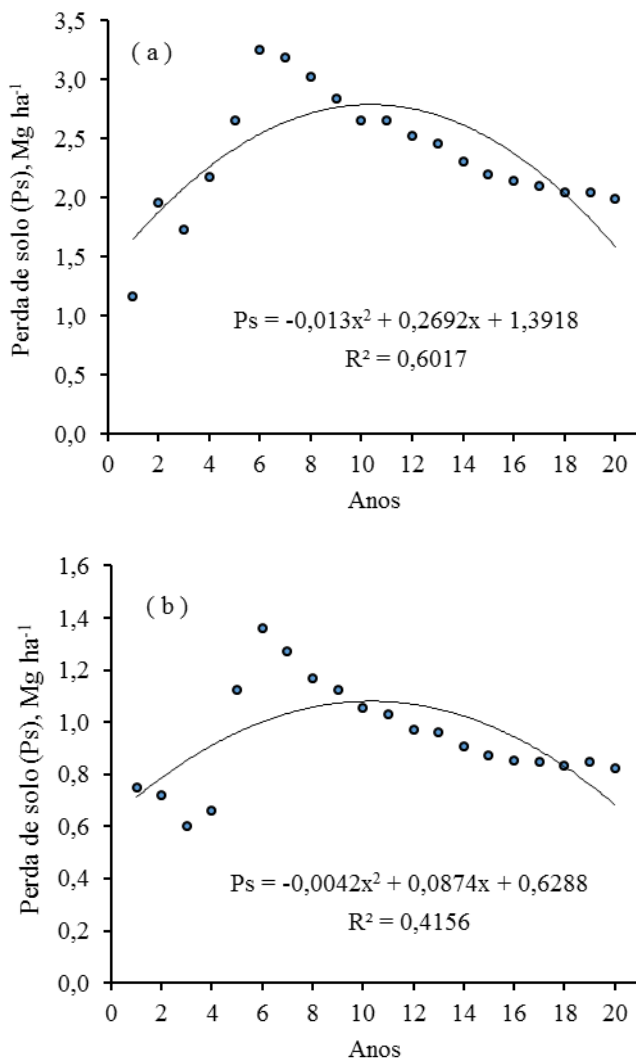 Perda de solo (Ps), Mg ha⁻¹
3,5
3,0
2,5
2,0
1,5
1,0
0,5
0,0
( a )
Ps = -0,013x² + 0,2692x + 1,3918
R² = 0,6017
0 2 4 6 8 10 12 14 16 18 20
Anos
Perda de solo (Ps), Mg ha⁻¹
1,6
1,4
1,2
1,0
0,8
0,6
0,4
0,2
0,0
( b )
Ps = -0,0042x² + 0,0874x + 0,6288
R² = 0,4156
0 2 4 6 8 10 12 14 16 18 20
Anos